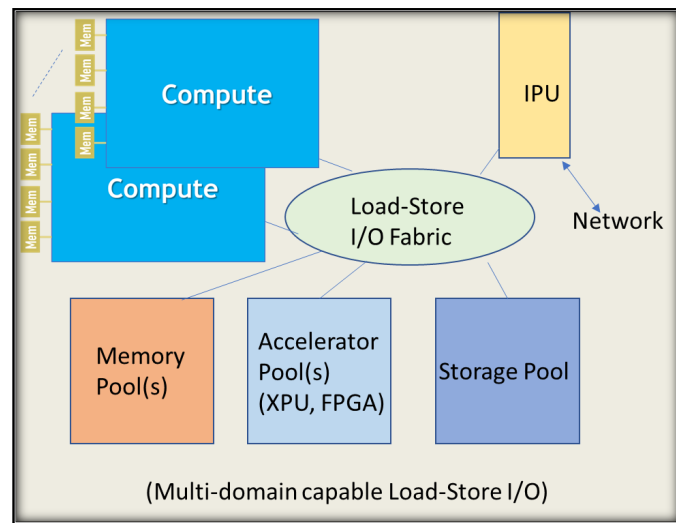 Mem
Mem
Mem
Mem
Compute
Mem
Mem
Mem
Mem
Compute
IPU
Network
Load-Store
I/O Fabric
Memory
Pool(s)
Accelerator
Pool(s)
(XPU, FPGA)
Storage Pool
(Multi-domain capable Load-Store I/O)